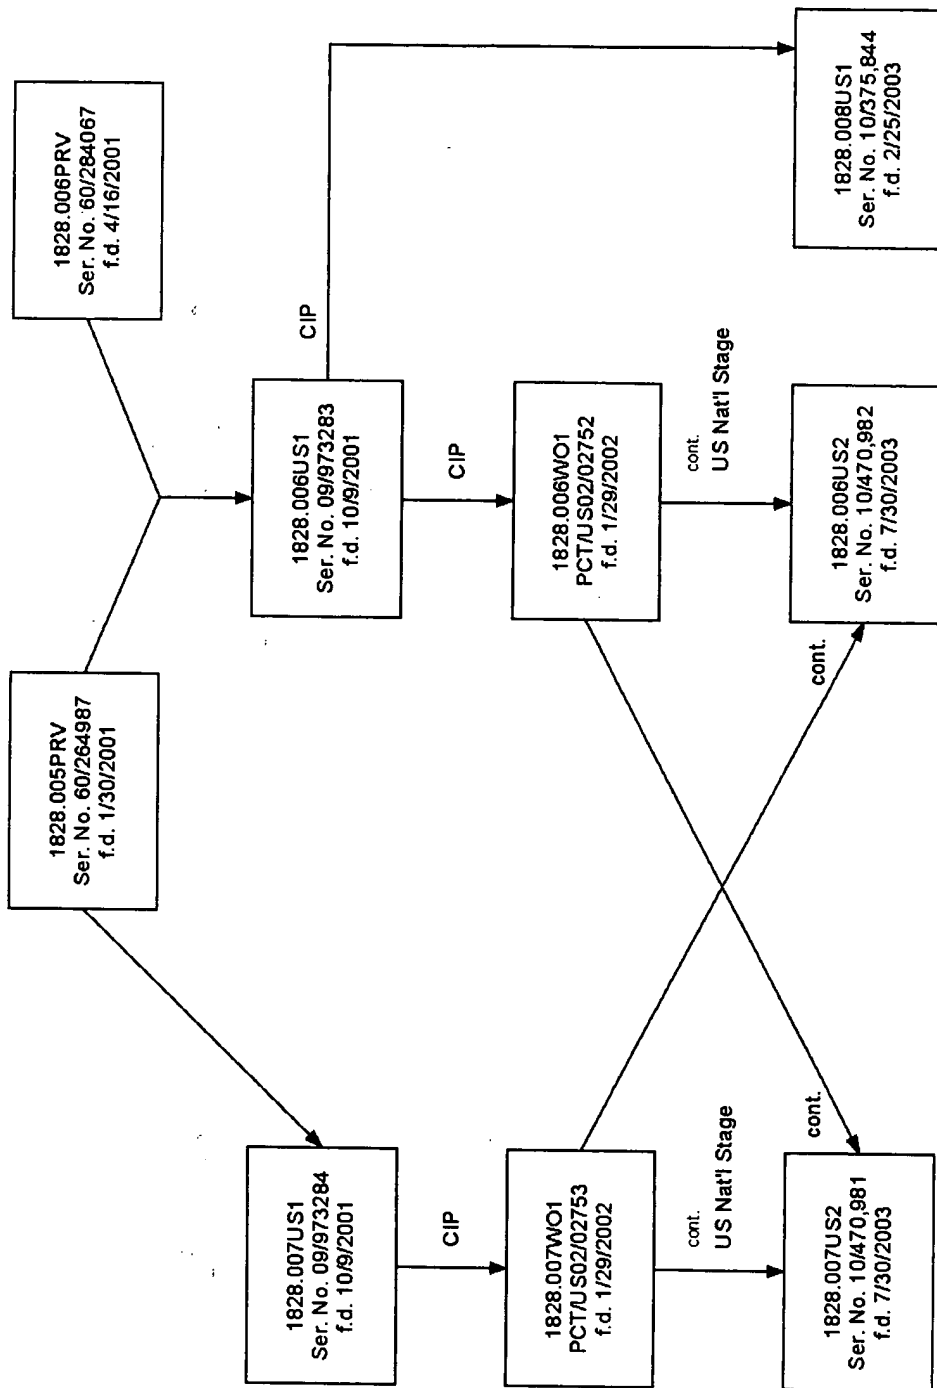 1828.005PRV
Ser. No. 60/264987
f.d. 1/30/2001
1828.006PRV
Ser. No. 60/284067
f.d. 4/16/2001
1828.007US1
Ser. No. 09/973284
f.d. 10/9/2001
1828.006US1
Ser. No. 09/973283
f.d. 10/9/2001
CIP
CIP
CIP
1828.007WO1
PCT/US02/02753
f.d. 1/29/2002
1828.006WO1
PCT/US02/02752
f.d. 1/29/2002
cont.
US Nat'l Stage
cont.
cont.
cont.
US Nat'l Stage
1828.007US2
Ser. No. 10/470,981
f.d. 7/30/2003
1828.006US2
Ser. No. 10/470,982
f.d. 7/30/2003
1828.008US1
Ser. No. 10/375,844
f.d. 2/25/2003